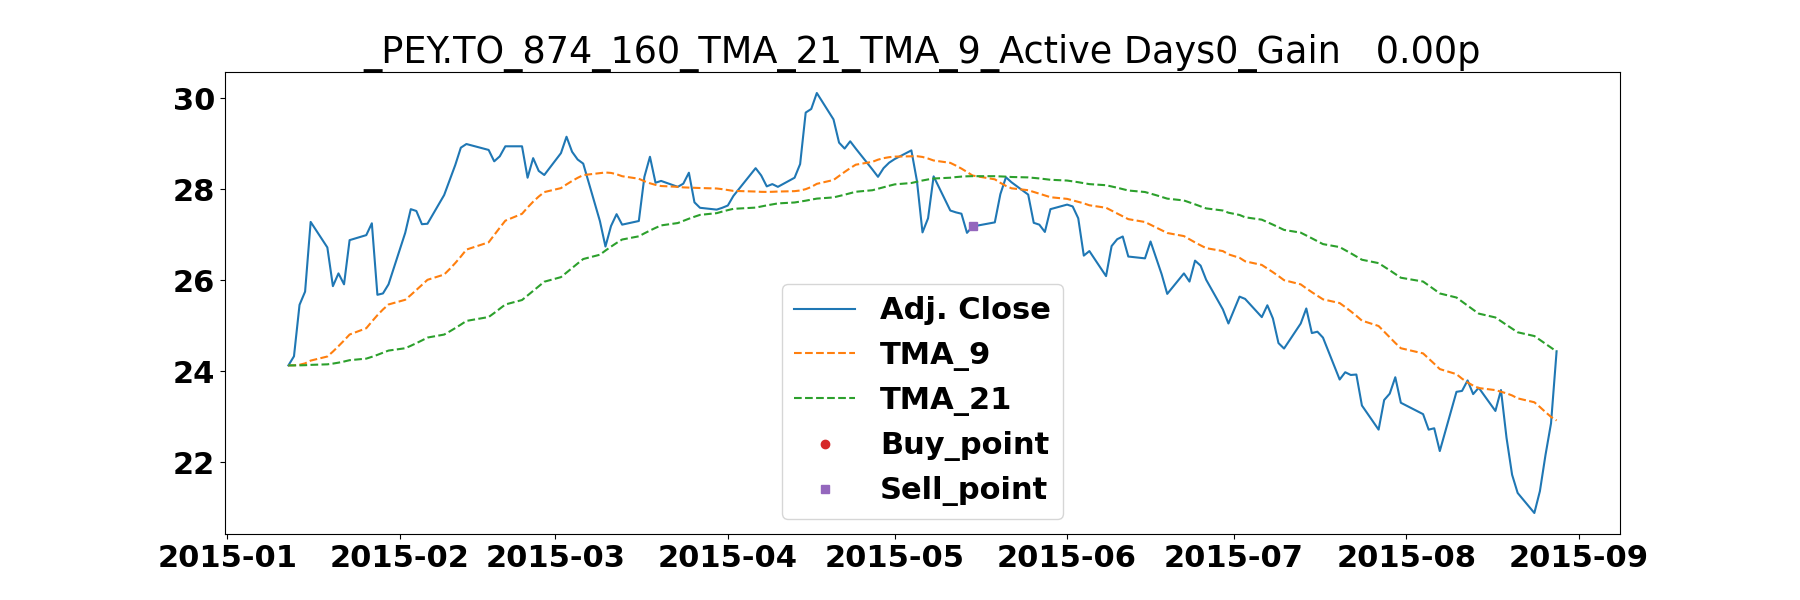 _PEY.TO_874_160_TMA_21_TMA_9_Active Days0_Gain   0.00p
30
28
26
24
22
Adj. Close
TMA_9
TMA_21
Buy_point
Sell_point
2015-01 2015-02 2015-03 2015-04 2015-05 2015-06 2015-07 2015-08 2015-09